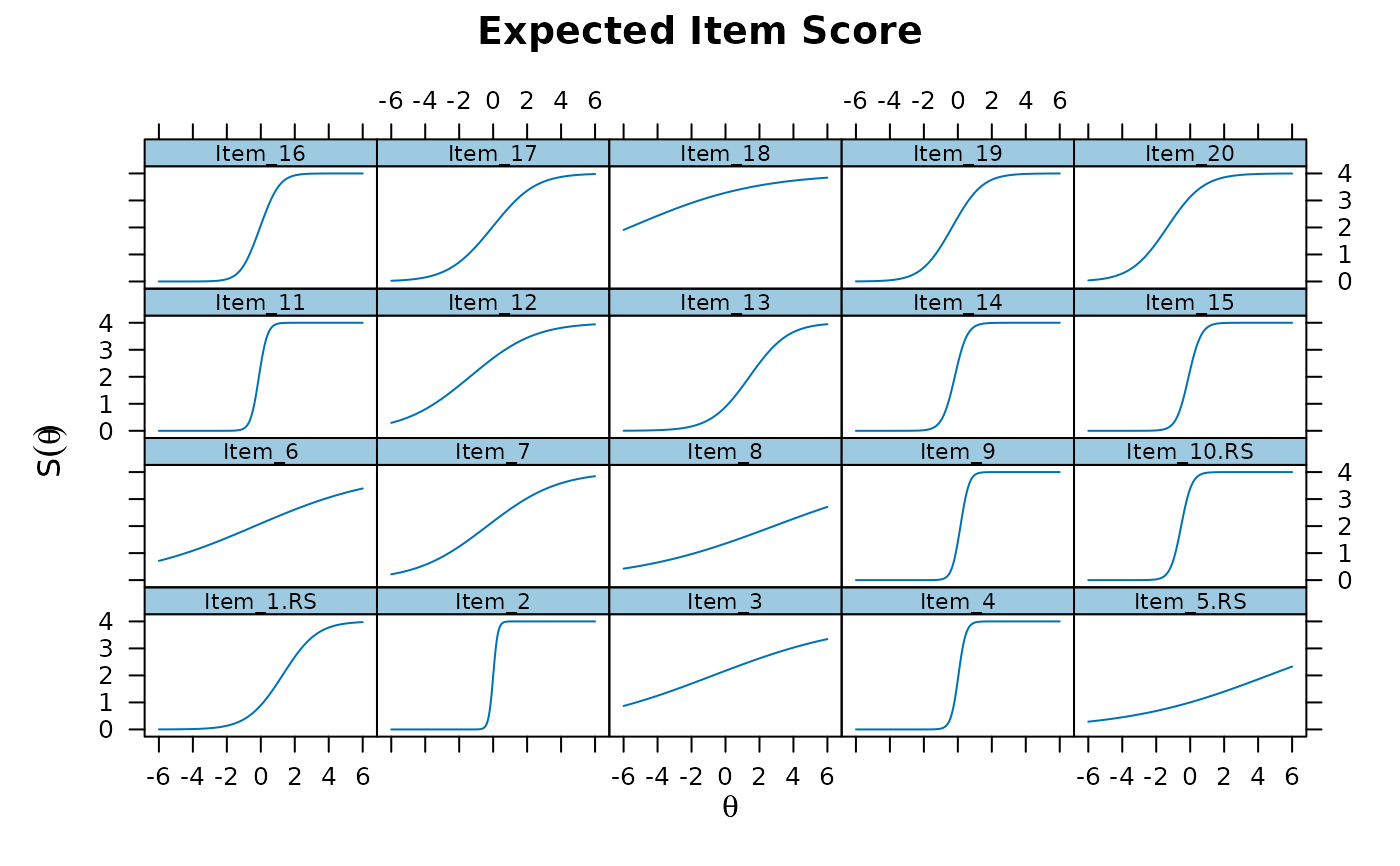 Expected Item Score
-6 -4 -2 0 2 4 6 -6 -4 -2 0 2 4 6
Item_16 Item_17 Item_18 Item_19 Item_20
4
3
2
1
0
Item_11 Item_12 Item_13 Item_14 Item_15
4
3
2
1
0
S(θ)
Item_6 Item_7 Item_8 Item_9 Item_10.RS
4
3
2
1
0
Item_1.RS Item_2 Item_3 Item_4 Item_5.RS
4
3
2
1
0
-6 -4 -2 0 2 4 6 -6 -4 -2 0 2 4 6 -6 -4 -2 0 2 4 6
θ